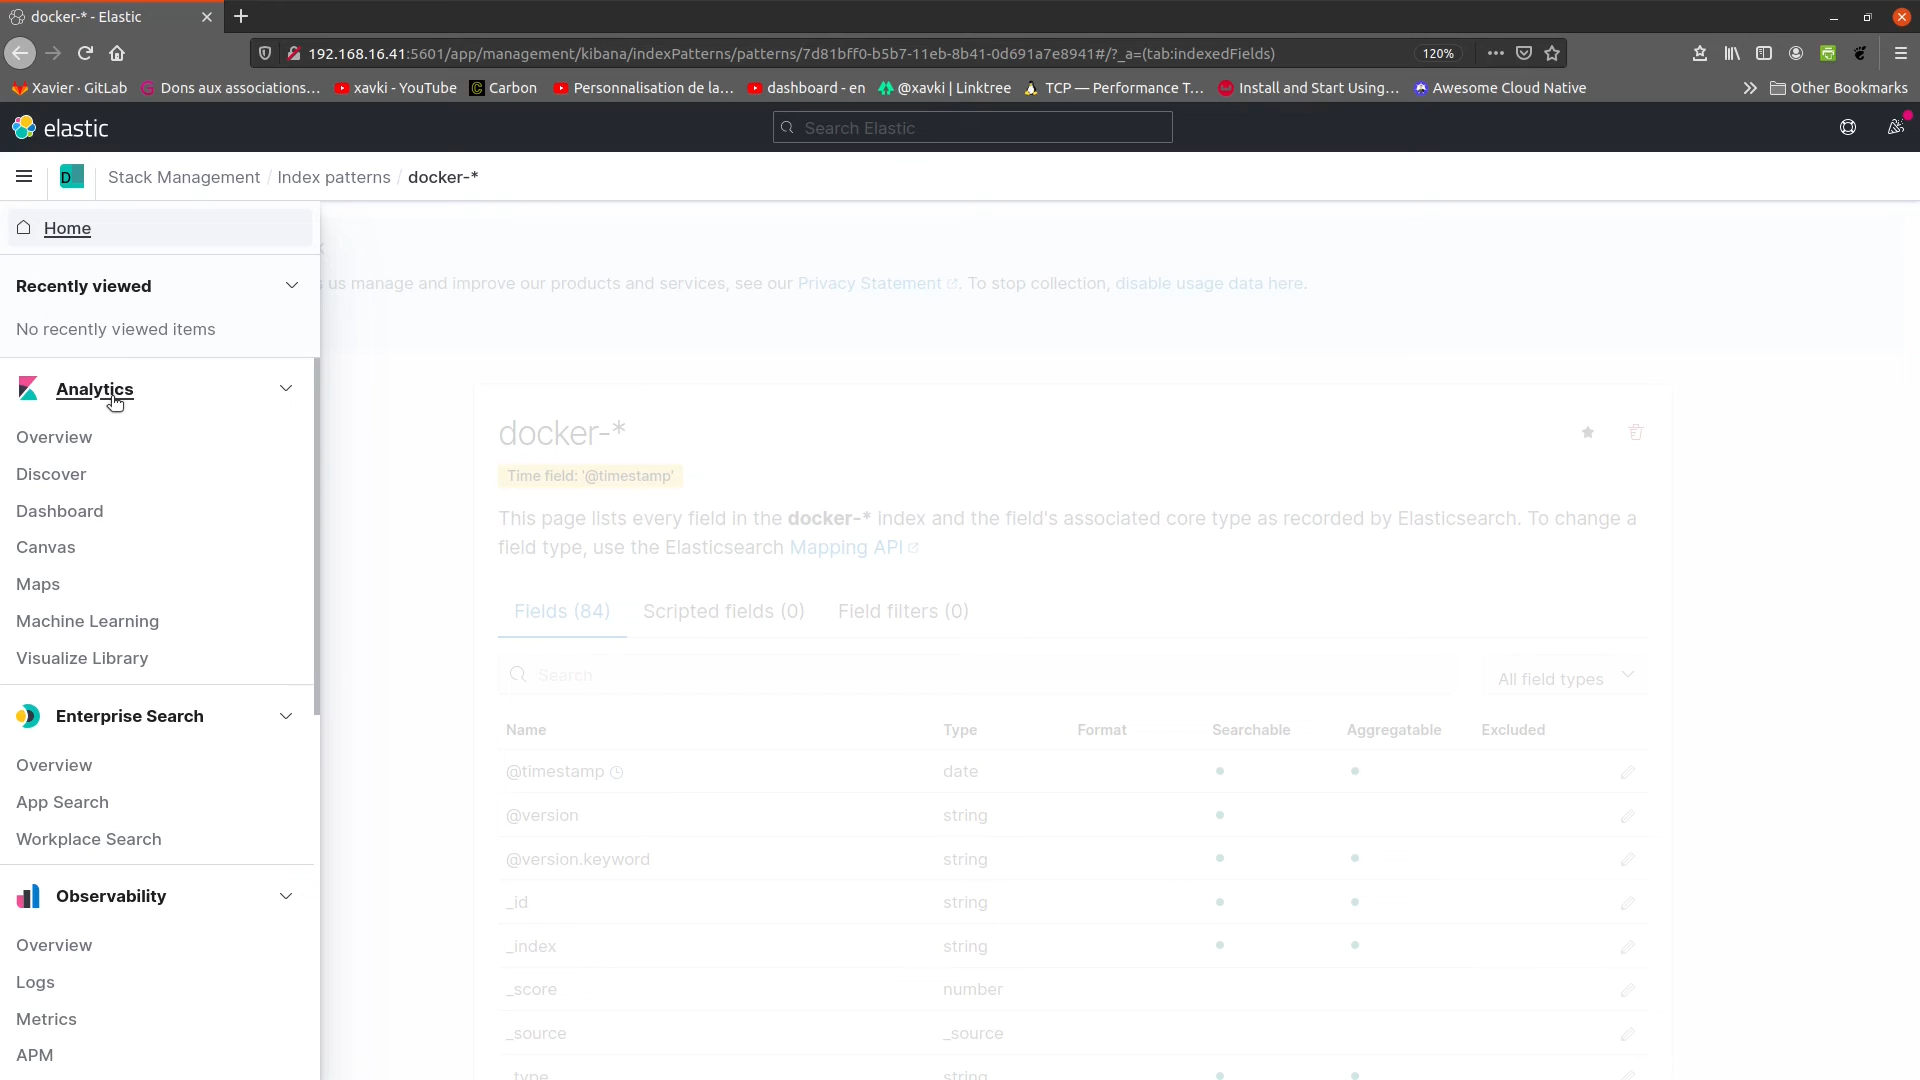 docker-* - Elastic
192.168.16.41:5601/app/management/kibana/indexPatterns/patterns/7d81bff0-b5b7-11eb-8b41-0d691a7e8941#/?_a=(tab:indexedFields)
120%
Xavier · GitLab
Dons aux associations…
xavki - YouTube
Carbon
Personnalisation de la…
dashboard - en
@xavki | Linktree
TCP — Performance T…
Install and Start Using…
Awesome Cloud Native
Other Bookmarks
elastic
Search Elastic
D
Stack Management / Index patterns / docker-*
Home
Recently viewed
No recently viewed items
Analytics
Overview
Discover
Dashboard
Canvas
Maps
Machine Learning
Visualize Library
Enterprise Search
Overview
App Search
Workplace Search
Observability
Overview
Logs
Metrics
APM
us manage and improve our products and services, see our Privacy Statement. To stop collection, disable usage data here.
docker-*
Time field: '@timestamp'
This page lists every field in the docker-* index and the field's associated core type as recorded by Elasticsearch. To change a
field type, use the Elasticsearch Mapping API
Fields (84)
Scripted fields (0)
Field filters (0)
Search
All field types
Name Type Format Searchable Aggregatable Excluded
@timestamp date
@version string
@version.keyword string
_id string
_index string
_score number
_source _source
_type string